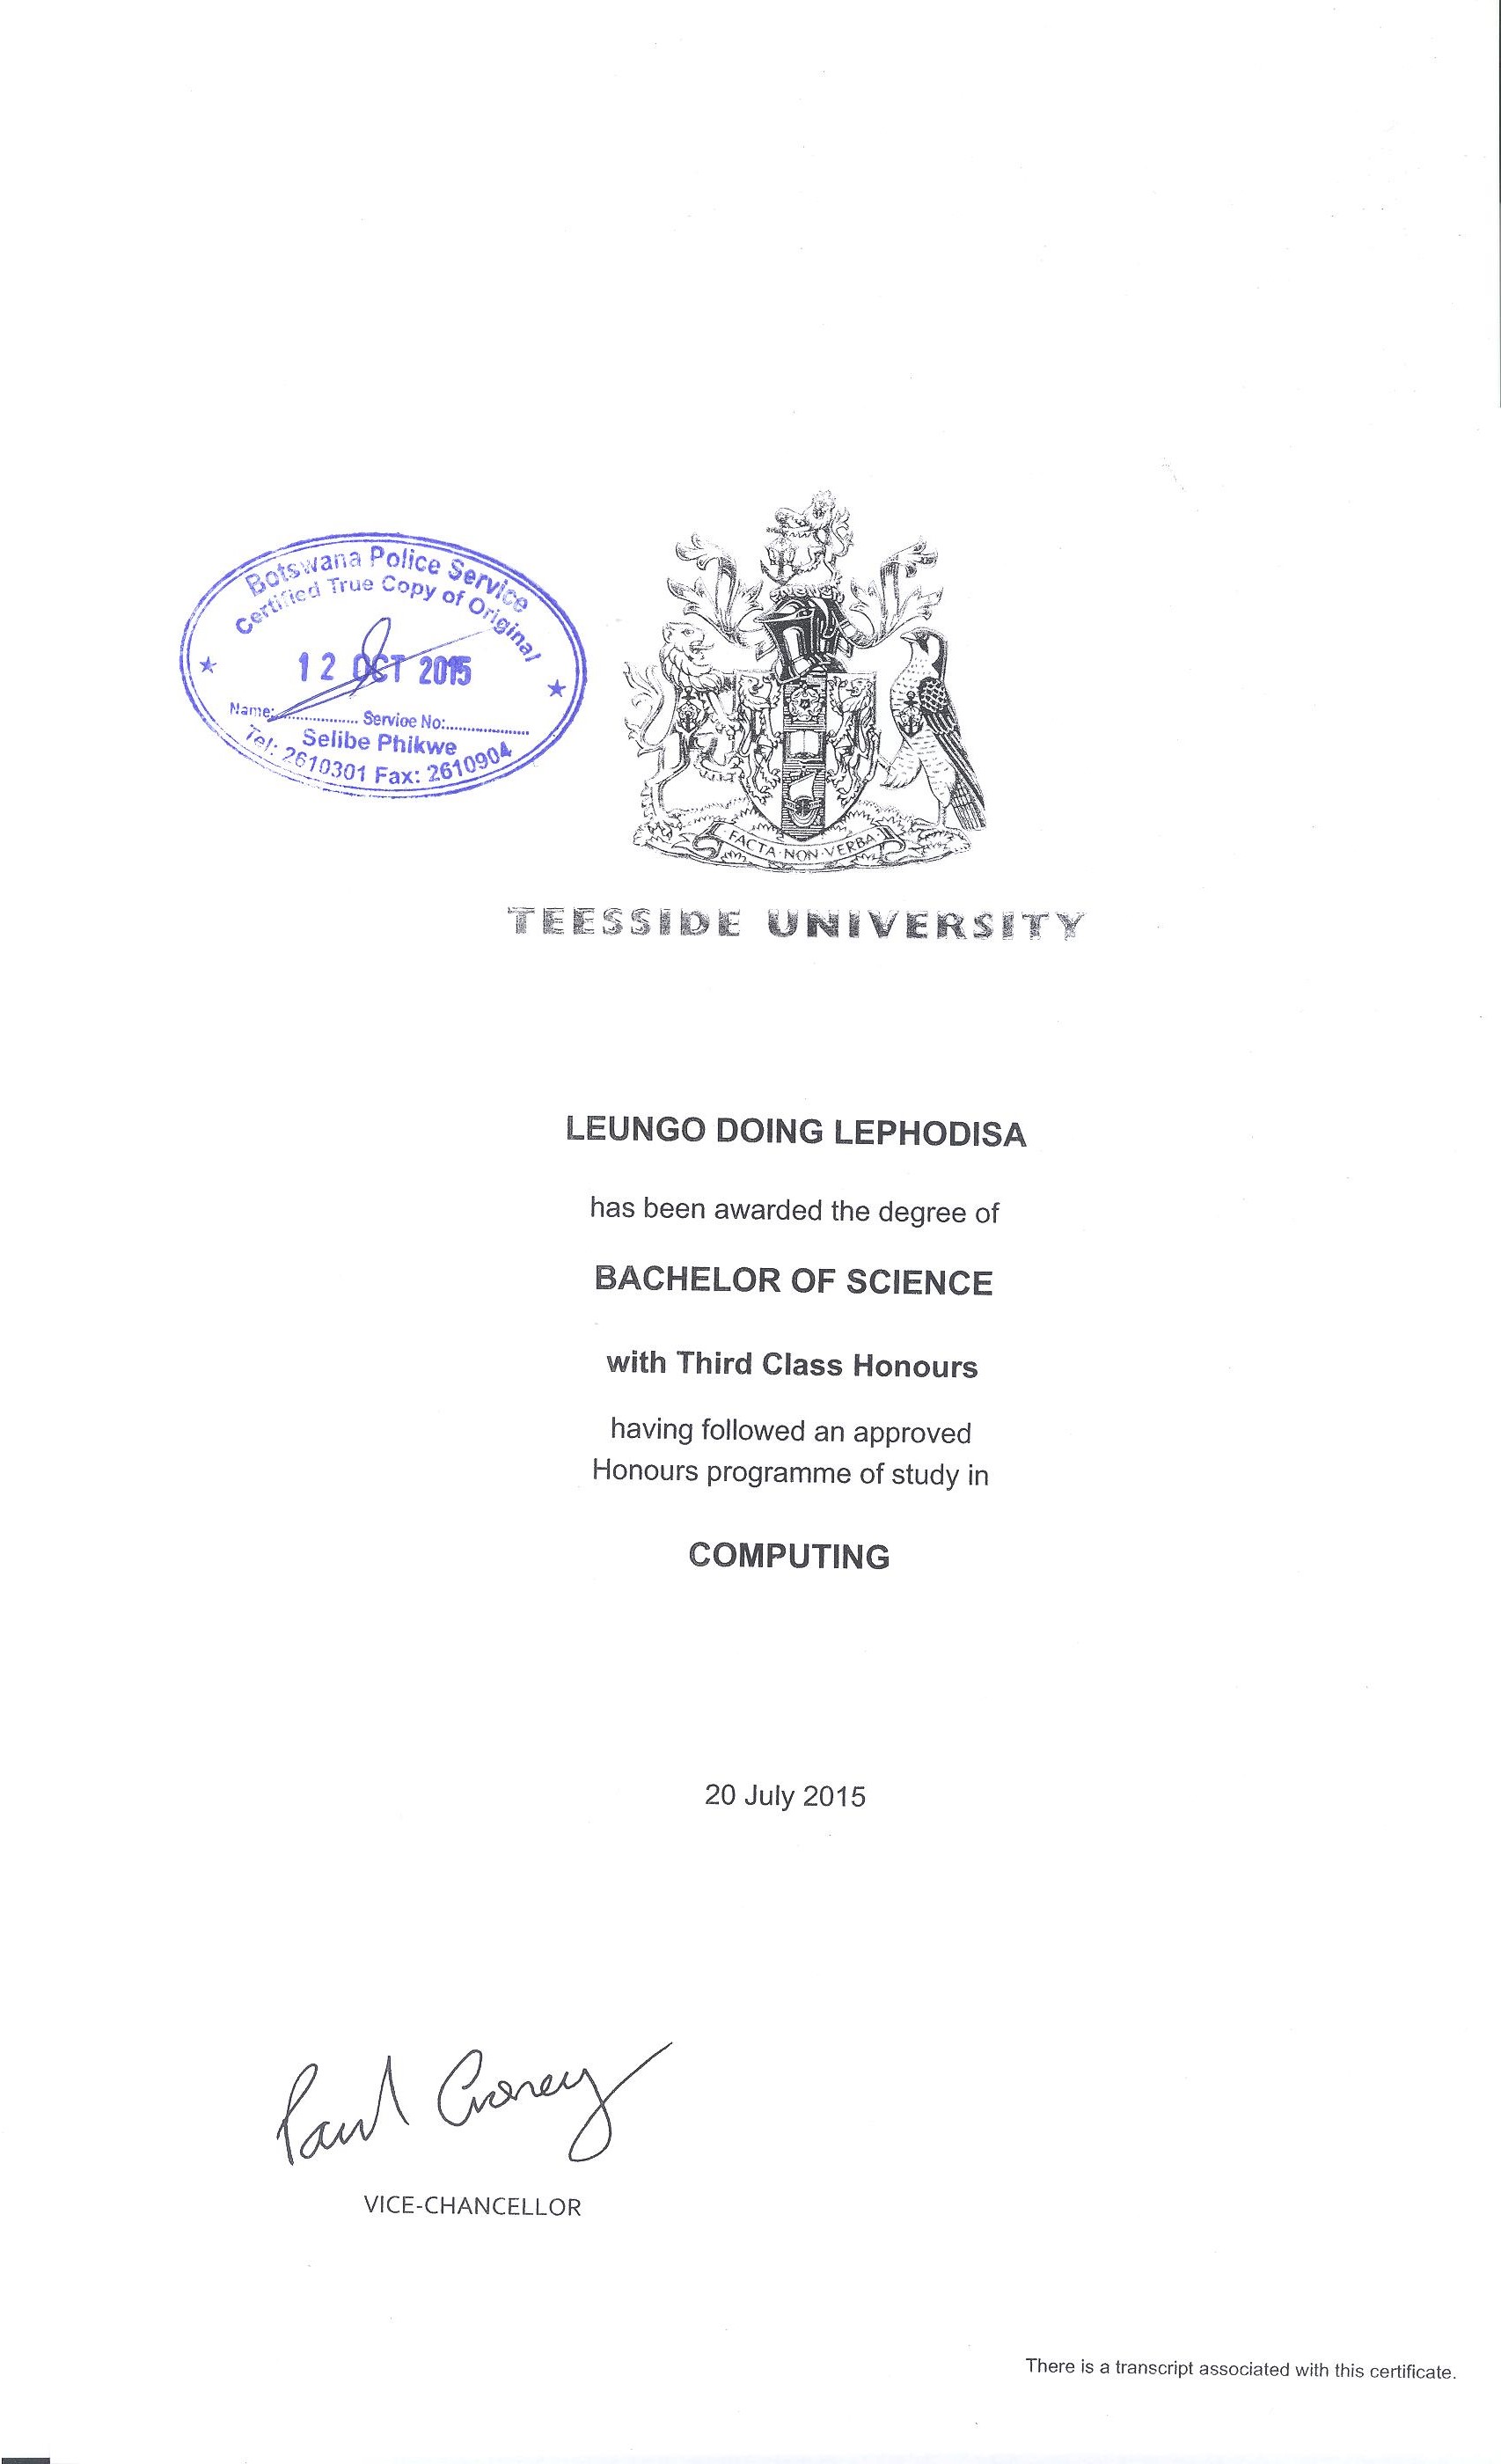 Botswana Police Service
Certified True Copy of Original
12 OCT 2015
Name:.................. Service No:...................
Selibe Phikwe
Tel: 2610301 Fax: 2610904
FACTA·NON·VERBA
TEESSIDE UNIVERSITY
LEUNGO DOING LEPHODISA
has been awarded the degree of
BACHELOR OF SCIENCE
with Third Class Honours
having followed an approved
Honours programme of study in
COMPUTING
20 July 2015
Paul Croney
VICE-CHANCELLOR
There is a transcript associated with this certificate.